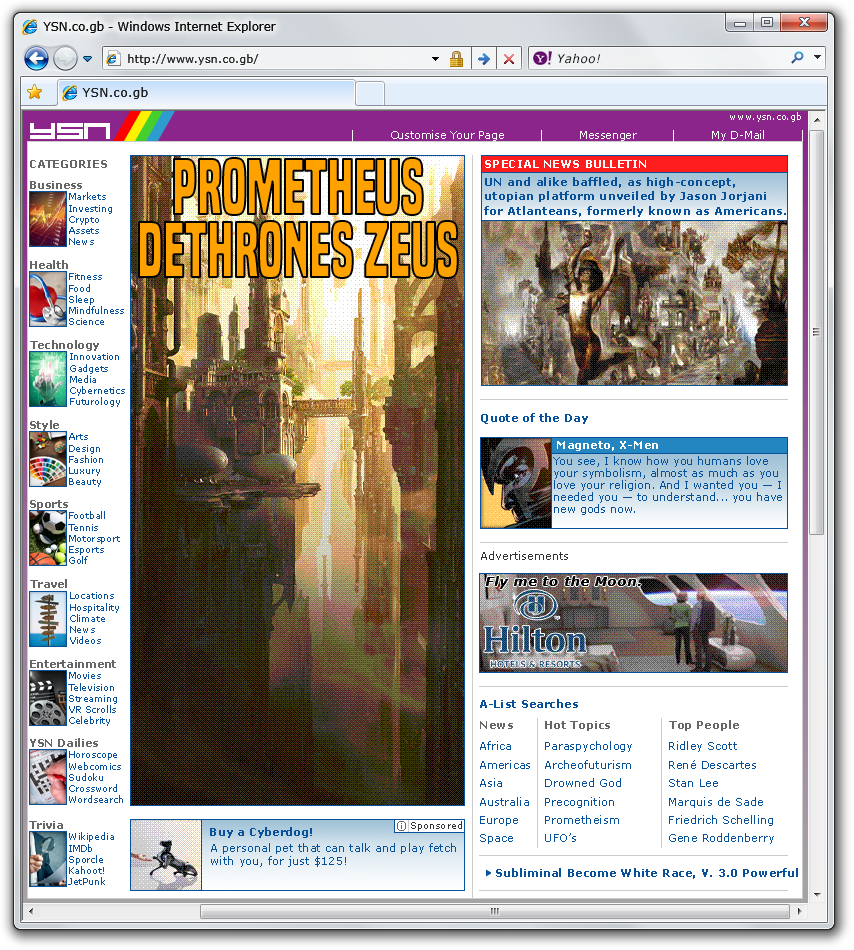 YSN.co.gb - Windows Internet Explorer
http://www.ysn.co.gb/
Yahoo!
YSN.co.gb
www.ysn.co.gb
YSN
Customise Your Page
Messenger
My D-Mail
CATEGORIES
Business
Markets
Investing
Crypto
Assets
News
Health
Fitness
Food
Sleep
Mindfulness
Science
Technology
Innovation
Gadgets
Media
Cybernetics
Futurology
Style
Arts
Design
Fashion
Luxury
Beauty
Sports
Football
Tennis
Motorsport
Esports
Golf
Travel
Locations
Hospitality
Climate
News
Videos
Entertainment
Movies
Television
Streaming
VR Scrolls
Celebrity
YSN Dailies
Horoscope
Webcomics
Sudoku
Crossword
Wordsearch
Trivia
Wikipedia
IMDb
Sporcle
Kahoot!
JetPunk
PROMETHEUS
DETHRONES ZEUS
Sponsored
Buy a Cyberdog!
A personal pet that can talk and play fetch
with you, for just $125!
SPECIAL NEWS BULLETIN
UN and alike baffled, as high-concept,
utopian platform unveiled by Jason Jorjani
for Atlanteans, formerly known as Americans.
Quote of the Day
Magneto, X-Men
You see, I know how you humans love
your symbolism, almost as much as you
love your religion. And I wanted you — I
needed you — to understand... you have
new gods now.
Advertisements
Fly me to the Moon.
Hilton
HOTELS & RESORTS
A-List Searches
News
Africa
Americas
Asia
Australia
Europe
Space
Hot Topics
Paraspychology
Archeofuturism
Drowned God
Precognition
Prometheism
UFO's
Top People
Ridley Scott
René Descartes
Stan Lee
Marquis de Sade
Friedrich Schelling
Gene Roddenberry
Subliminal Become White Race, V. 3.0 Powerful